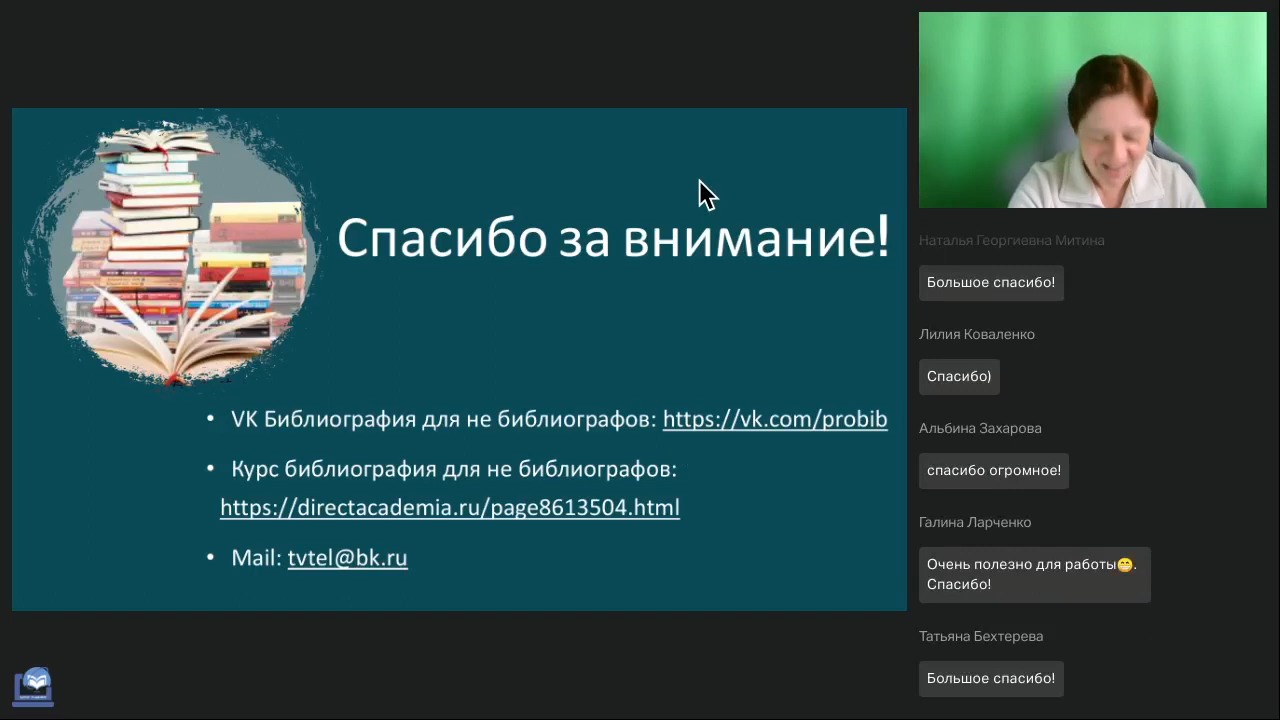 Спасибо за внимание!
• VK Библиография для не библиографов: https://vk.com/probib
• Курс библиография для не библиографов:
https://directacademia.ru/page8613504.html
• Mail: tvtel@bk.ru
Наталья Георгиевна Митина
Большое спасибо!
Лилия Коваленко
Спасибо)
Альбина Захарова
спасибо огромное!
Галина Ларченко
Очень полезно для работы😁.
Спасибо!
Татьяна Бехтерева
Большое спасибо!